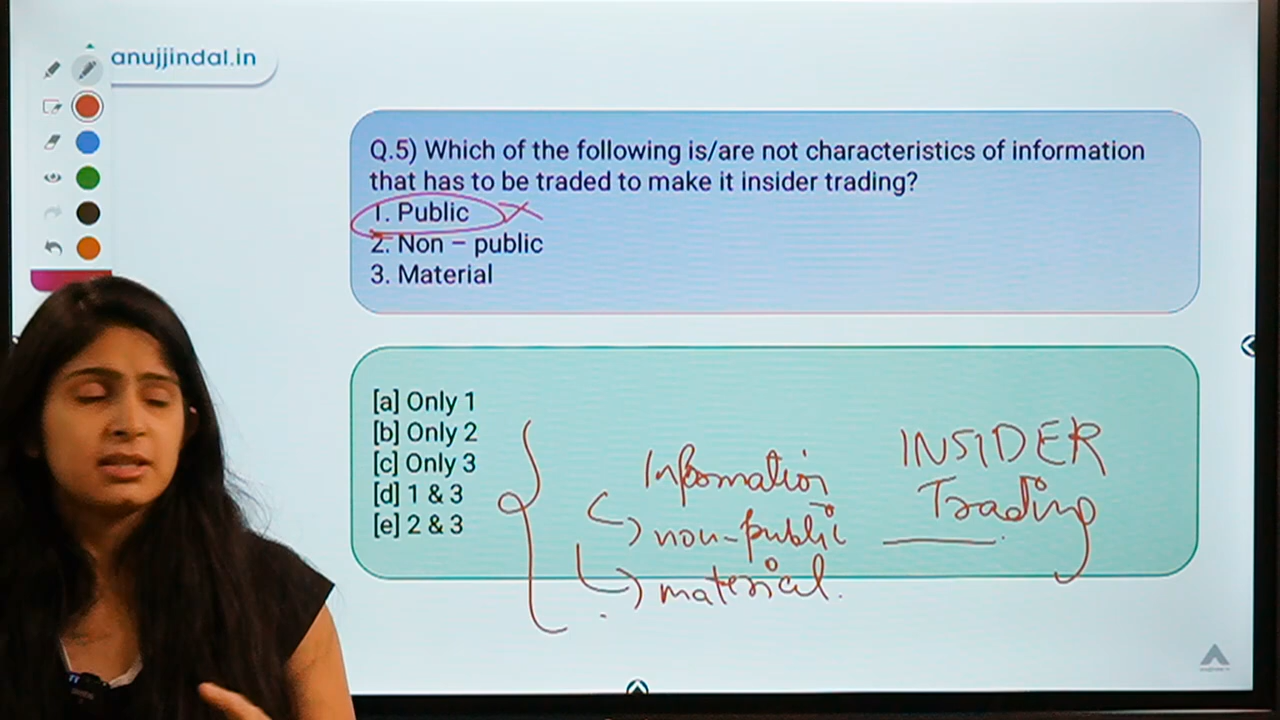 anujjindal.in
Q.5) Which of the following is/are not characteristics of information
that has to be traded to make it insider trading?
1. Public
2. Non – public
3. Material
[a] Only 1
[b] Only 2
[c] Only 3
[d] 1 & 3
[e] 2 & 3
Information
non-public
material.
INSIDER
Trading